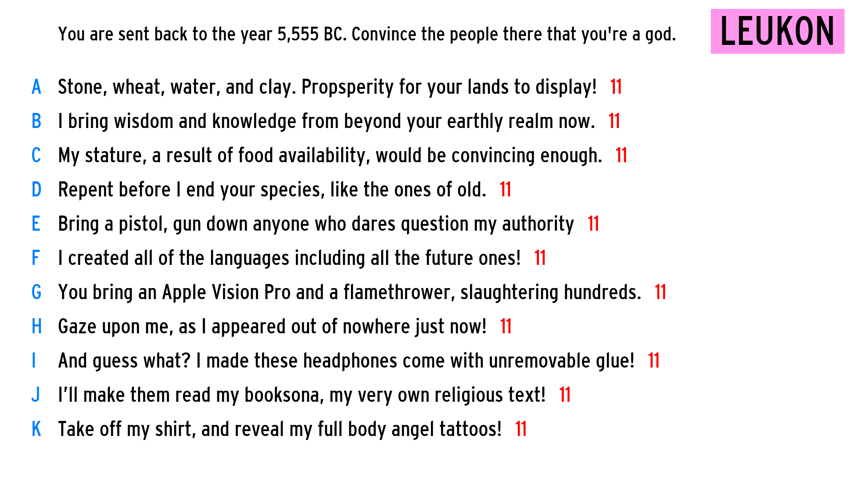 You are sent back to the year 5,555 BC. Convince the people there that you're a god.
LEUKON
A Stone, wheat, water, and clay. Propsperity for your lands to display! 11
B I bring wisdom and knowledge from beyond your earthly realm now. 11
C My stature, a result of food availability, would be convincing enough. 11
D Repent before I end your species, like the ones of old. 11
E Bring a pistol, gun down anyone who dares question my authority 11
F I created all of the languages including all the future ones! 11
G You bring an Apple Vision Pro and a flamethrower, slaughtering hundreds. 11
H Gaze upon me, as I appeared out of nowhere just now! 11
I And guess what? I made these headphones come with unremovable glue! 11
J I'll make them read my booksona, my very own religious text! 11
K Take off my shirt, and reveal my full body angel tattoos! 11